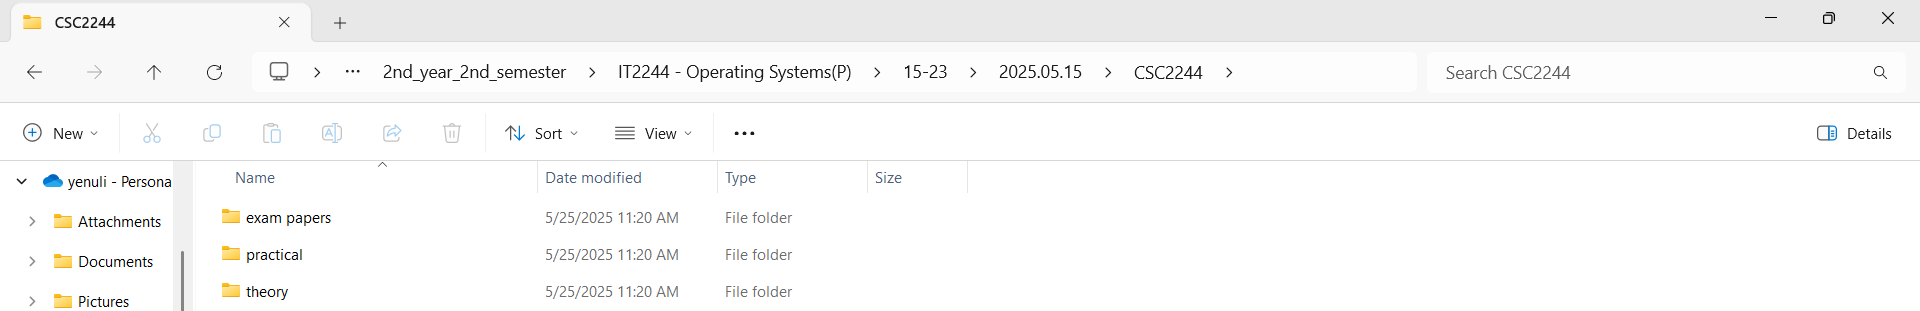 CSC2244
2nd_year_2nd_semester > IT2244 - Operating Systems(P) > 15-23 > 2025.05.15 > CSC2244 >
Search CSC2244
New
Sort
View
Details
yenuli - Persona
Attachments
Documents
Pictures
Name Date modified Type Size
exam papers 5/25/2025 11:20 AM File folder
practical 5/25/2025 11:20 AM File folder
theory 5/25/2025 11:20 AM File folder